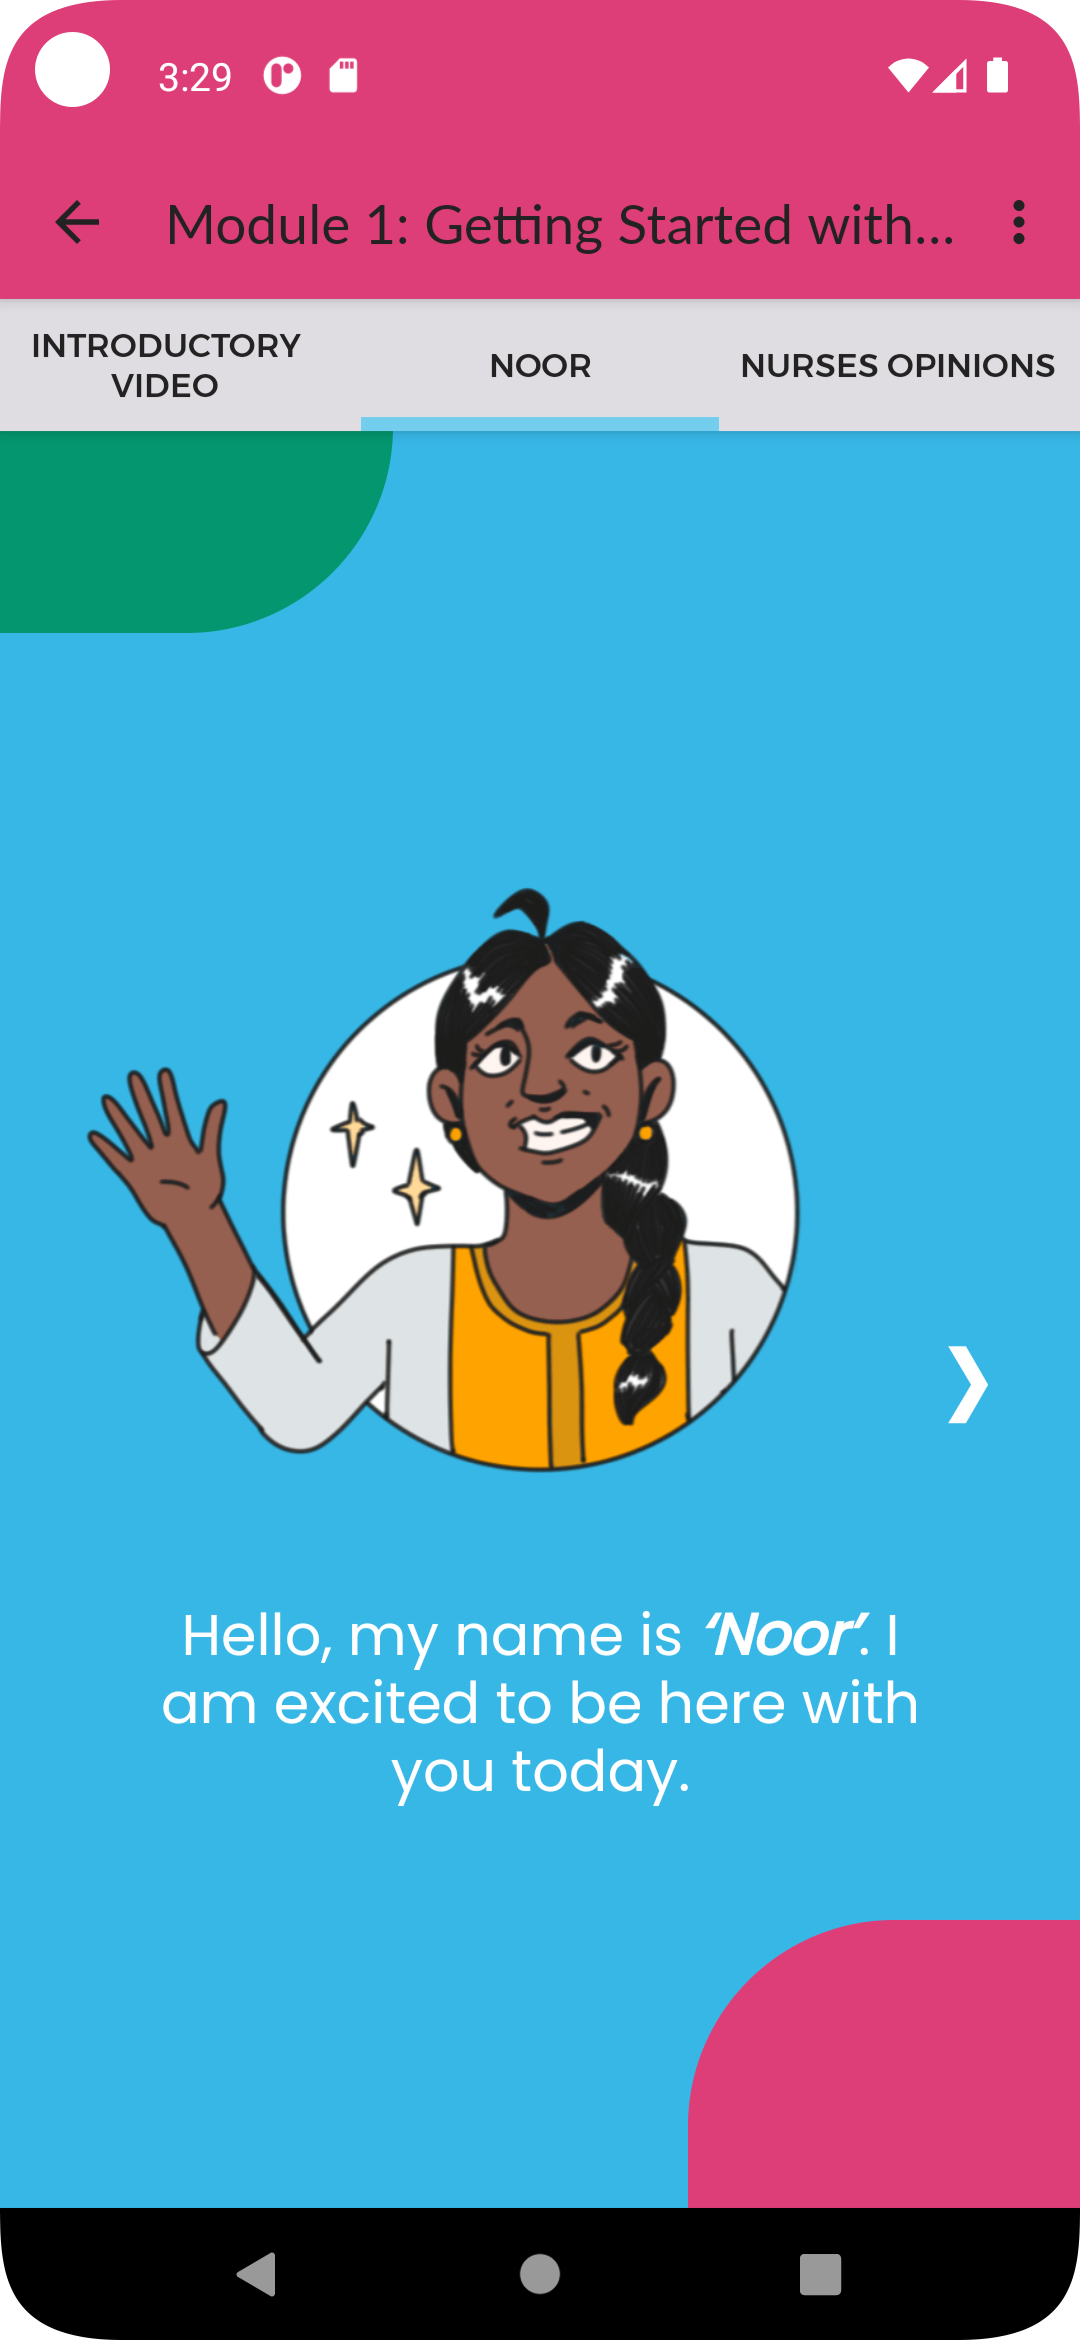 3:29
Module 1: Getting Started with...
INTRODUCTORY
VIDEO
NOOR
NURSES OPINIONS
Hello, my name is ‘Noor’. I
am excited to be here with
you today.